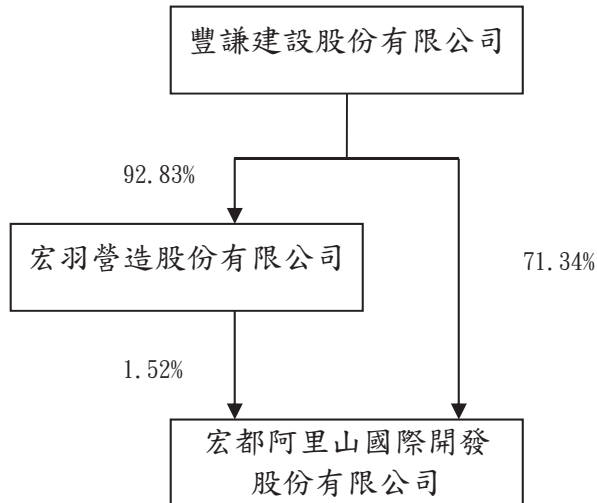 豐謙建設股份有限公司
92.83%
宏羽營造股份有限公司
71.34%
1.52%
宏都阿里山國際開發
股份有限公司